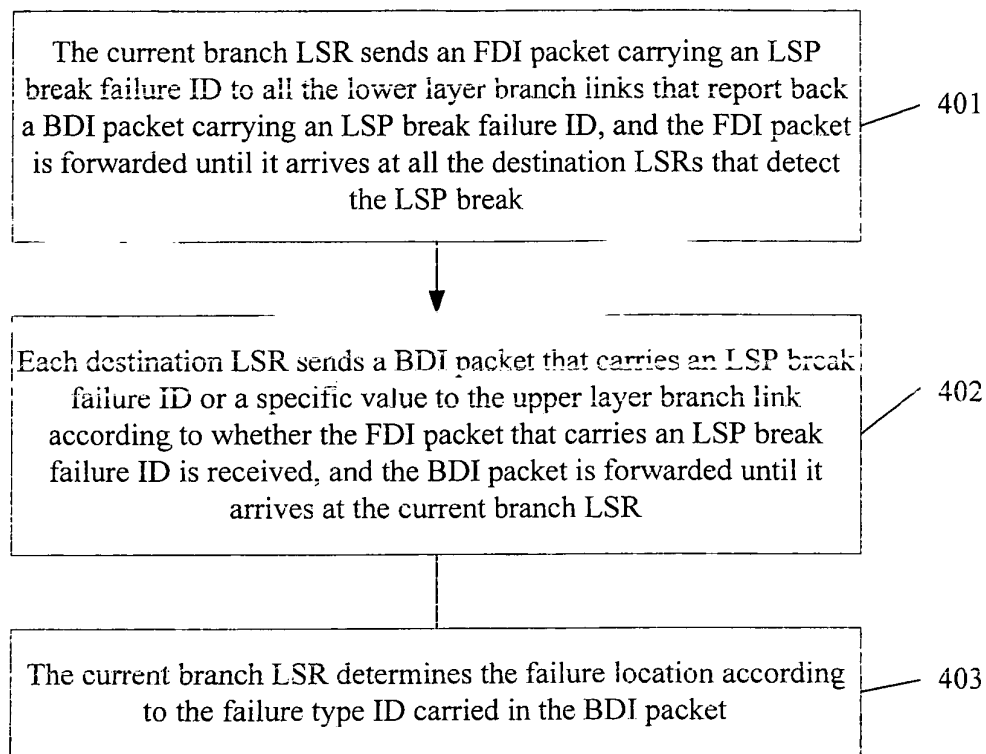 The current branch LSR sends an FDI packet carrying an LSP
break failure ID to all the lower layer branch links that report back
a BDI packet carrying an LSP break failure ID, and the FDI packet
is forwarded until it arrives at all the destination LSRs that detect
the LSP break
401
Each destination LSR sends a BDI packet that carries an LSP break
failure ID or a specific value to the upper layer branch link
according to whether the FDI packet that carries an LSP break
failure ID is received, and the BDI packet is forwarded until it
arrives at the current branch LSR
402
The current branch LSR determines the failure location according
to the failure type ID carried in the BDI packet
403